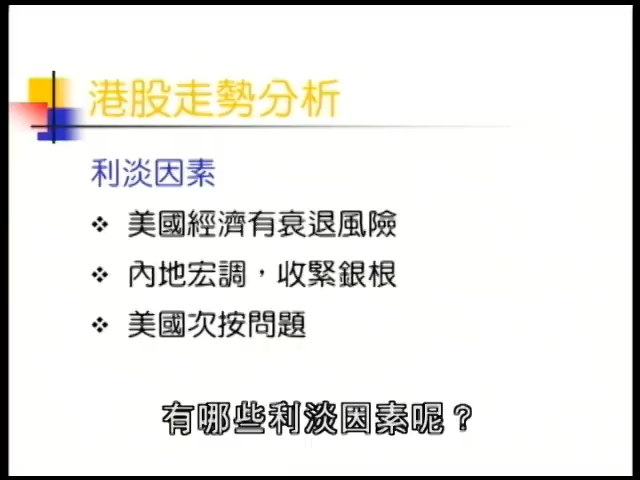 港股走勢分析
利淡因素
❖ 美國經濟有衰退風險
❖ 內地宏調，收緊銀根
❖ 美國次按問題
有哪些利淡因素呢？